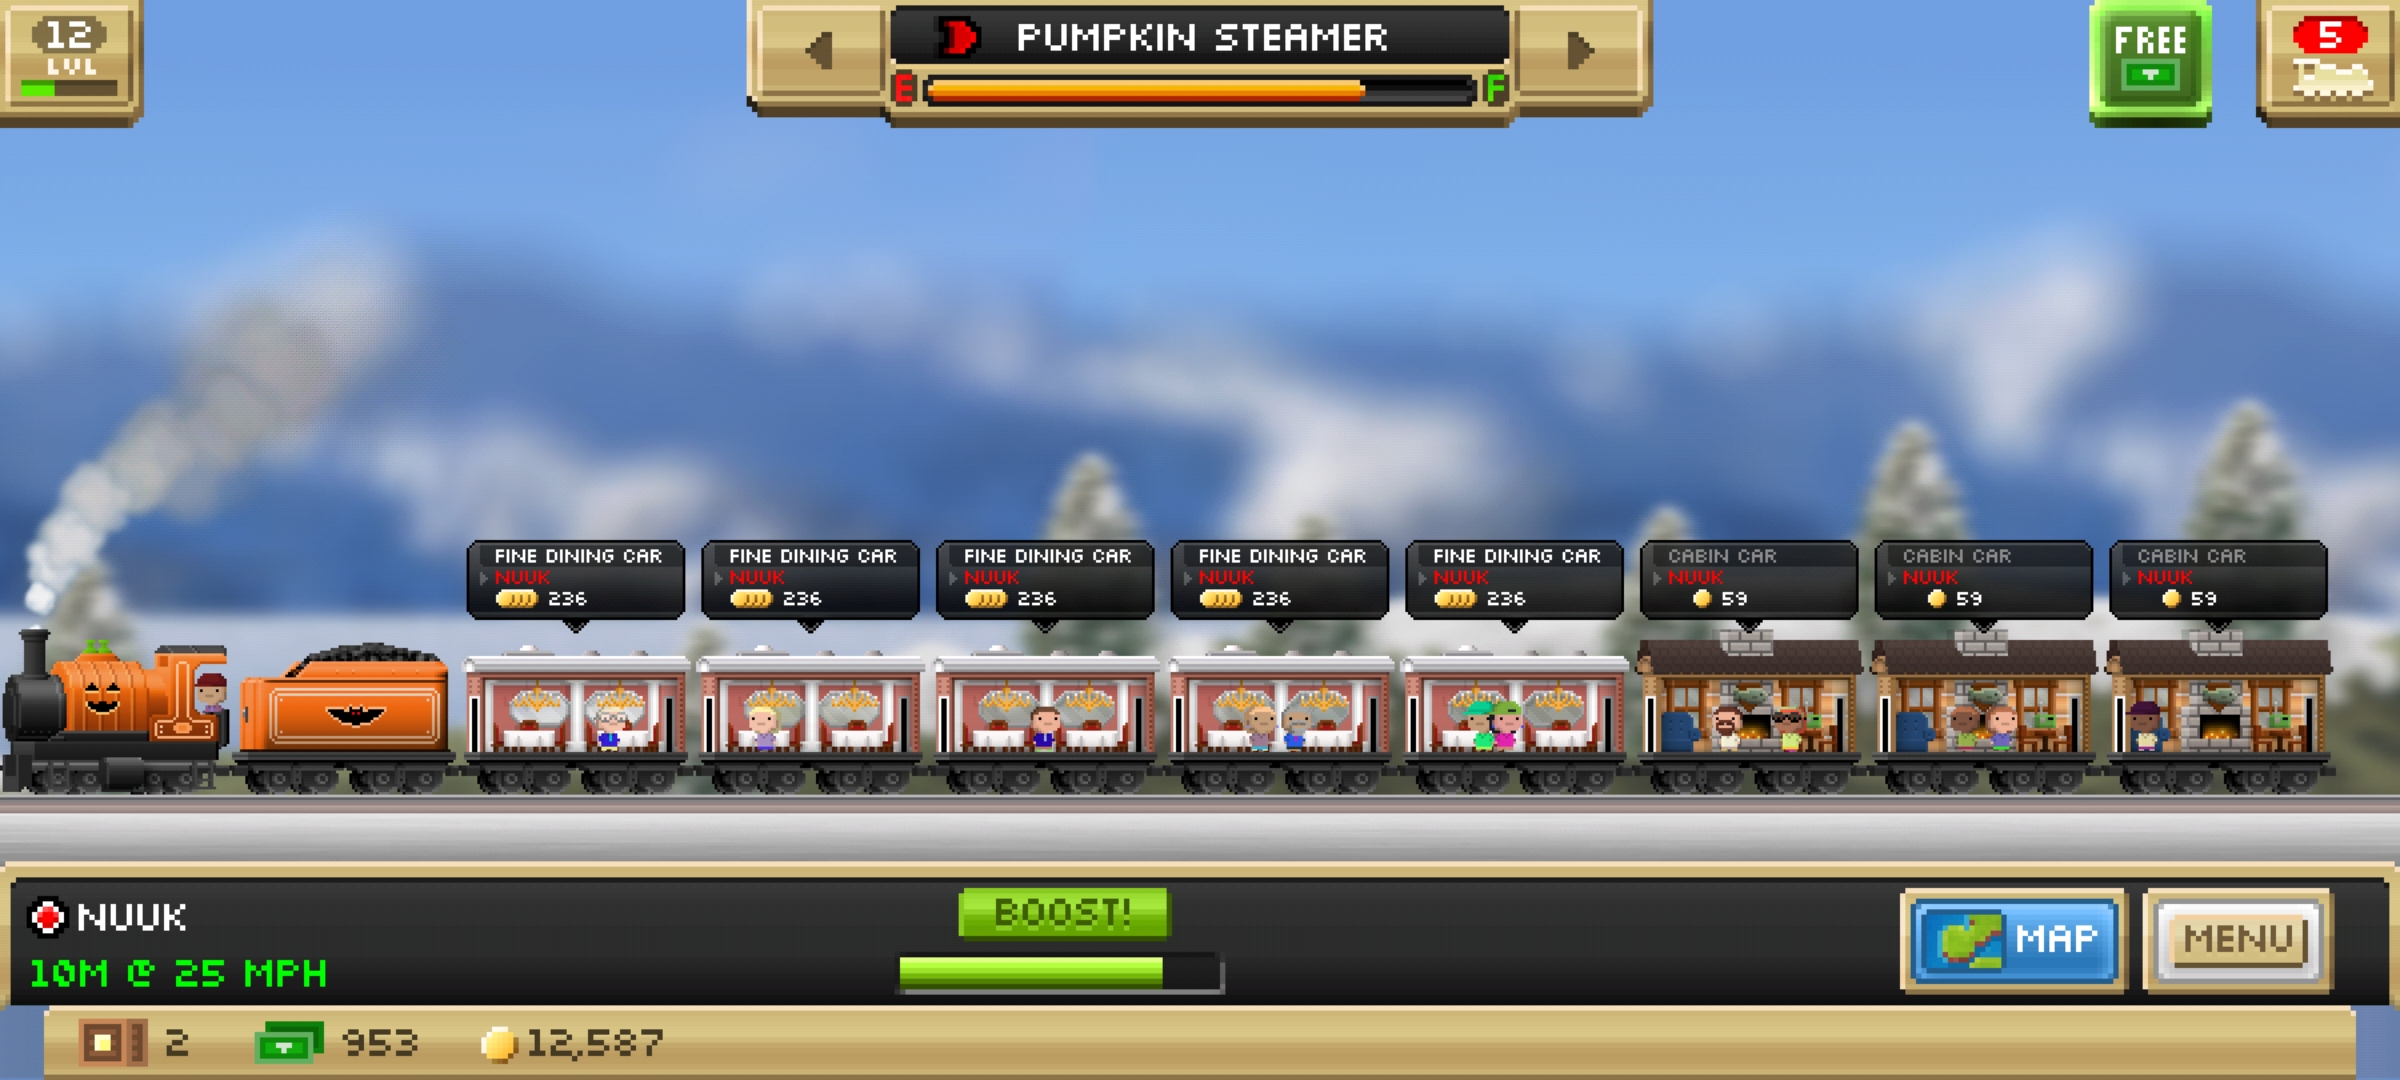 12
LVL
PUMPKIN STEAMER
E F
FREE
5
FINE DINING CAR
NUUK
236
FINE DINING CAR
NUUK
236
FINE DINING CAR
NUUK
236
FINE DINING CAR
NUUK
236
FINE DINING CAR
NUUK
236
CABIN CAR
NUUK
59
CABIN CAR
NUUK
59
CABIN CAR
NUUK
59
NUUK
10M @ 25 MPH
BOOST!
MAP
MENU
2
953
12,587